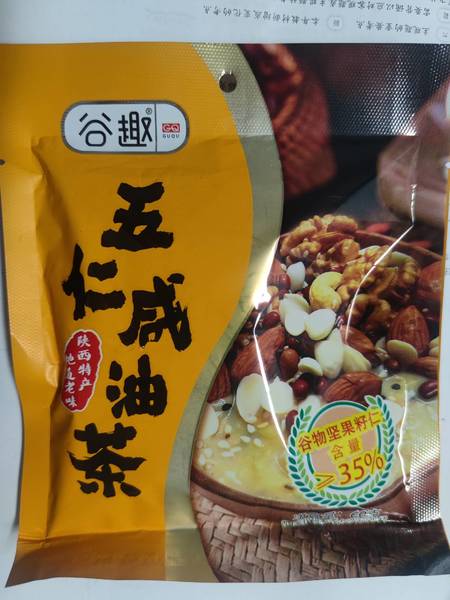 谷趣®
GQ
GUQU
五仁咸油茶
陕西特产
地道老味
谷物坚果籽仁
含量
≥35%